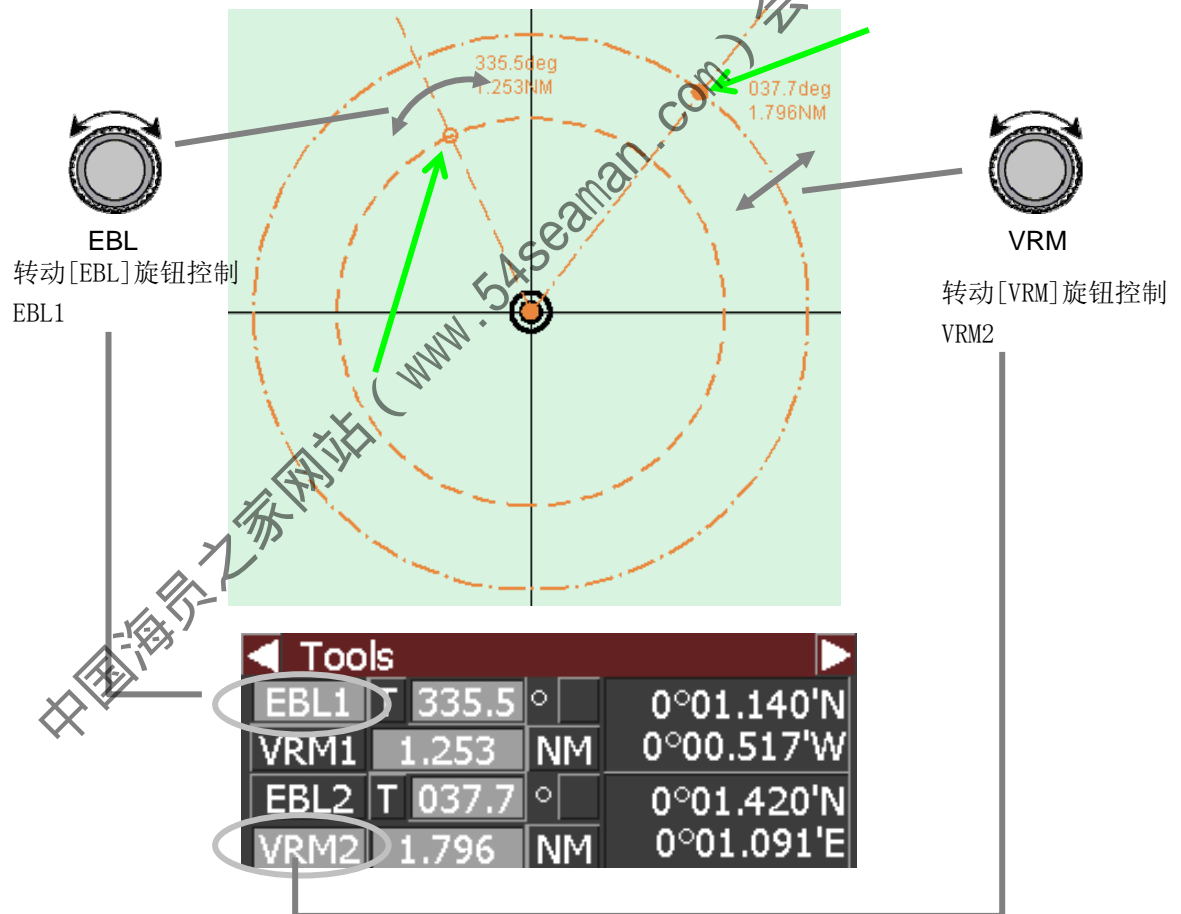 335.5deg
1.253NM
037.7deg
1.796NM
EBL
转动[EBL]旋钮控制
EBL1
VRM
转动[VRM]旋钮控制
VRM2
中国海员之家网站(www.54seaman.com)会
Tools
EBL1 T 335.5 ° 0°01.140'N
VRM1 1.253 NM 0°00.517'W
EBL2 T 037.7 ° 0°01.420'N
VRM2 1.796 NM 0°01.091'E